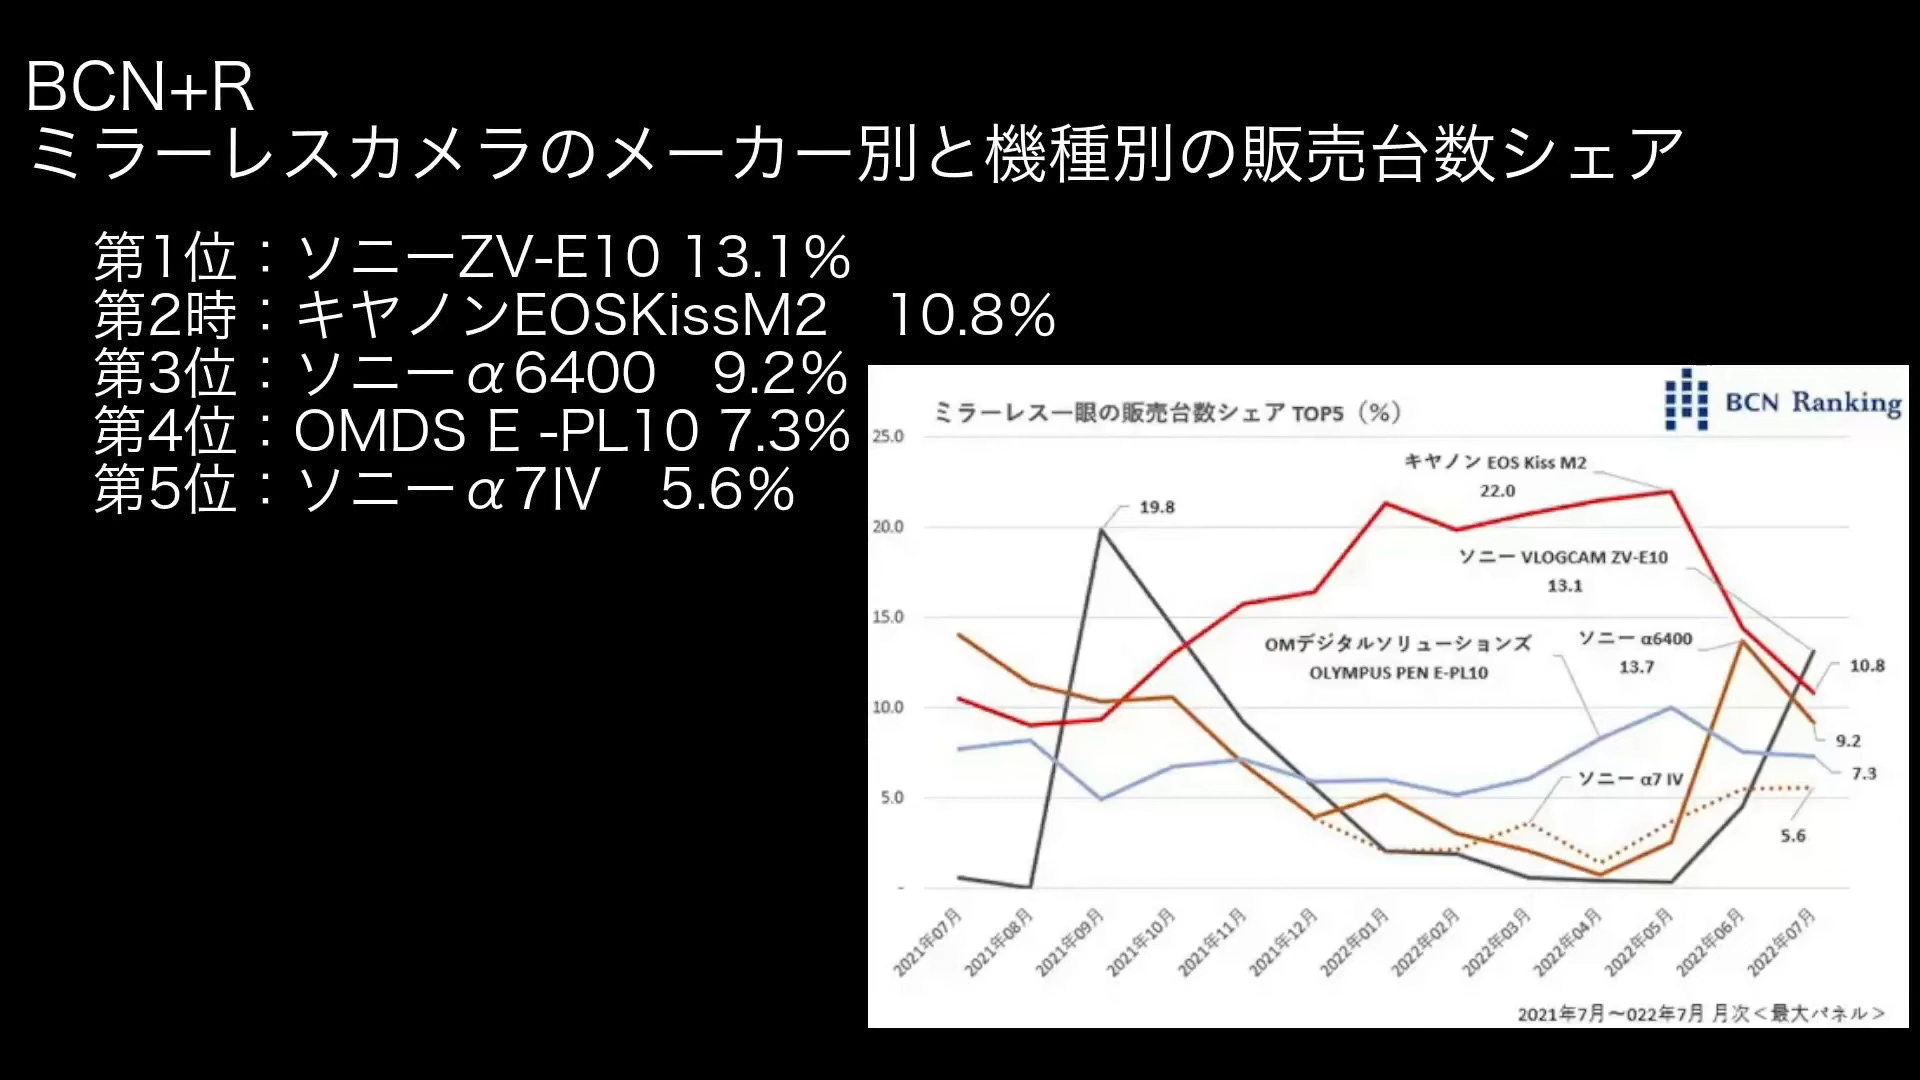 BCN+R
ミラーレスカメラのメーカー別と機種別の販売台数シェア
第1位：ソニーZV-E10 13.1%
第2時：キヤノンEOSKissM2　10.8%
第3位：ソニーα6400　9.2%
第4位：OMDS E -PL10 7.3%
第5位：ソニーα7IV　5.6%
BCN Ranking
ミラーレス一眼の販売台数シェア TOP5（%）
25.0
20.0
15.0
10.0
5.0
-
キヤノン EOS Kiss M2
22.0
19.8
ソニー VLOGCAM ZV-E10
13.1
OMデジタルソリューションズ
OLYMPUS PEN E-PL10
ソニー α6400
13.7
10.8
9.2
7.3
ソニー α7 IV
5.6
2021年07月
2021年08月
2021年09月
2021年10月
2021年11月
2021年12月
2022年01月
2022年02月
2022年03月
2022年04月
2022年05月
2022年06月
2022年07月
2021年7月～022年7月 月次＜最大パネル＞